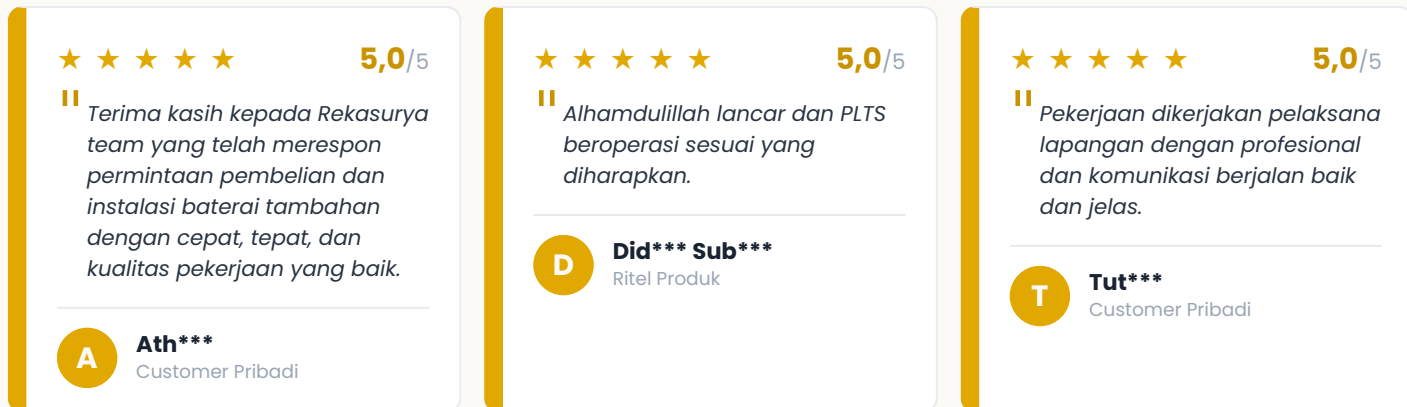 ★ ★ ★ ★ ★ 5,0/5
" Terima kasih kepada Rekasurya
team yang telah merespon
permintaan pembelian dan
instalasi baterai tambahan
dengan cepat, tepat, dan
kualitas pekerjaan yang baik.
A
Ath***
Customer Pribadi
★ ★ ★ ★ ★ 5,0/5
" Alhamdulillah lancar dan PLTS
beroperasi sesuai yang
diharapkan.
D
Did*** Sub***
Ritel Produk
★ ★ ★ ★ ★ 5,0/5
" Pekerjaan dikerjakan pelaksana
lapangan dengan profesional
dan komunikasi berjalan baik
dan jelas.
T
Tut***
Customer Pribadi